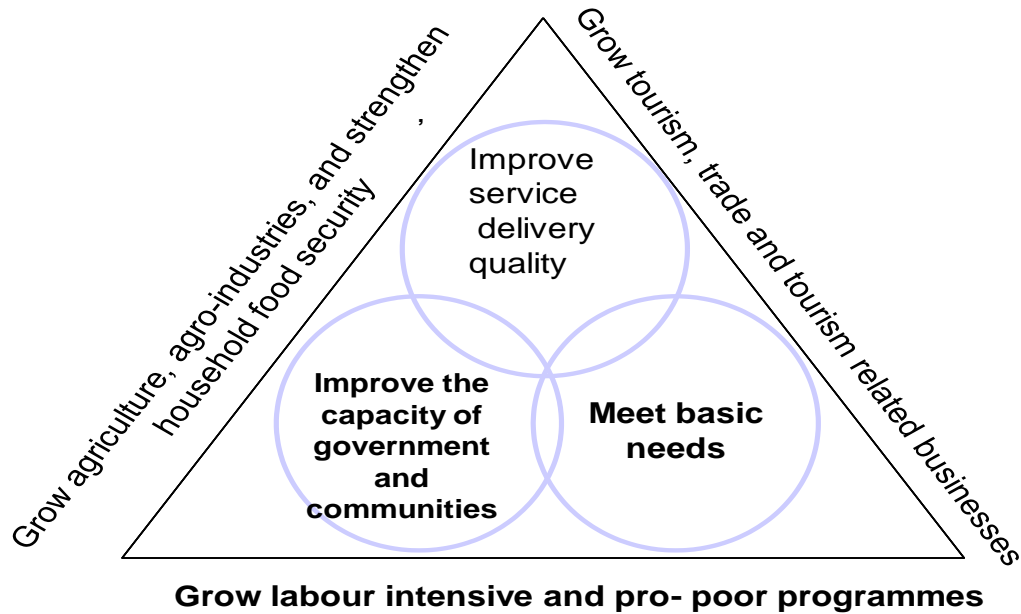 Grow agriculture, agro-industries, and strengthen ,
household food security
Grow tourism, trade and tourism related businesses
Improve
service
delivery
quality
Improve the
capacity of
government
and
communities
Meet basic
needs
Grow labour intensive and pro- poor programmes